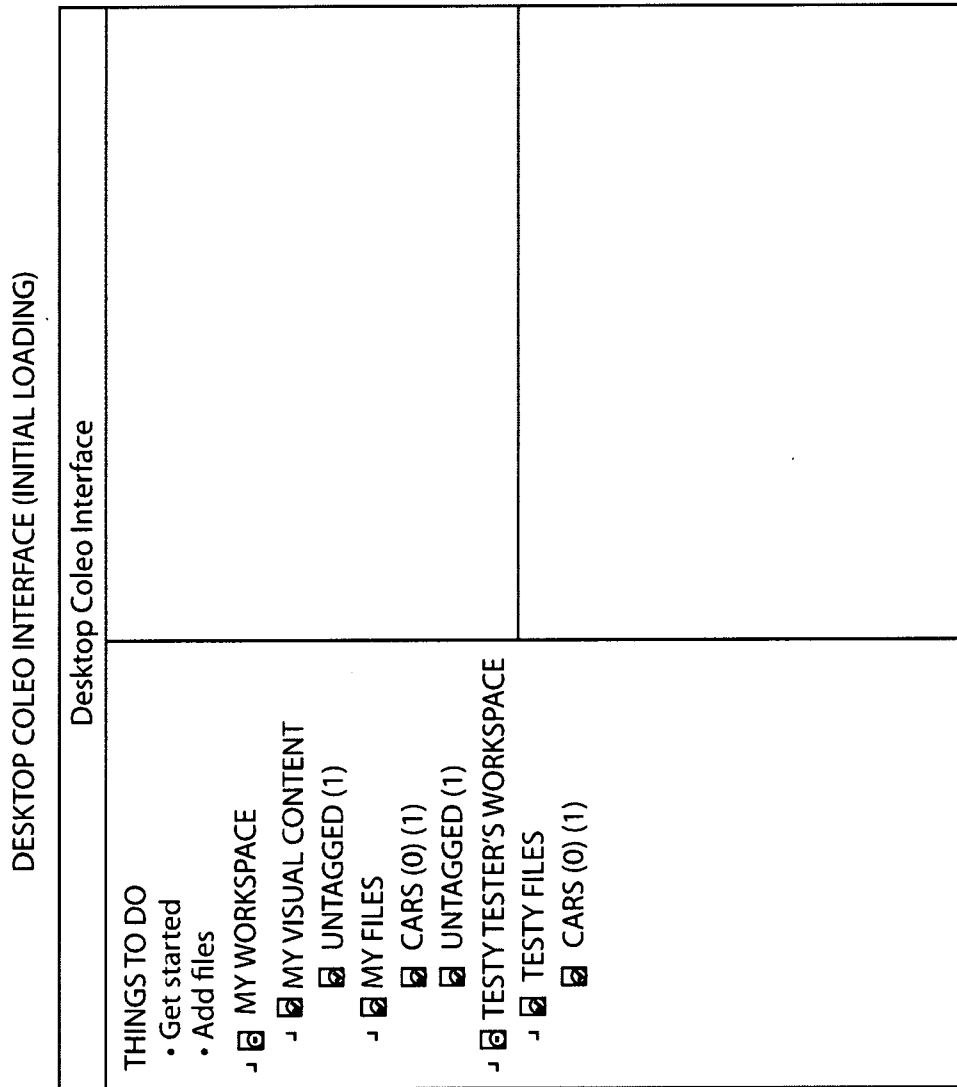 DESKTOP COLEO INTERFACE (INITIAL LOADING)
Desktop Coleo Interface
THINGS TO DO
• Get started
• Add files
MY WORKSPACE
MY VISUAL CONTENT
UNTAGGED (1)
MY FILES
CARS (0) (1)
UNTAGGED (1)
TESTY TESTER'S WORKSPACE
TESTY FILES
CARS (0) (1)